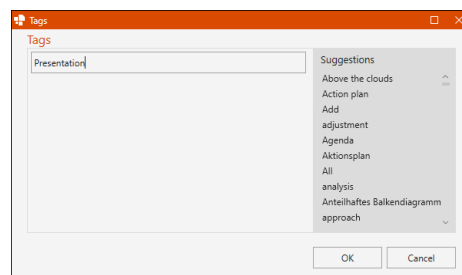 Tags
Tags
Presentation
Suggestions
Above the clouds
Action plan
Add
adjustment
Agenda
Aktionsplan
All
analysis
Anteilhaftes Balkendiagramm
approach
OK
Cancel